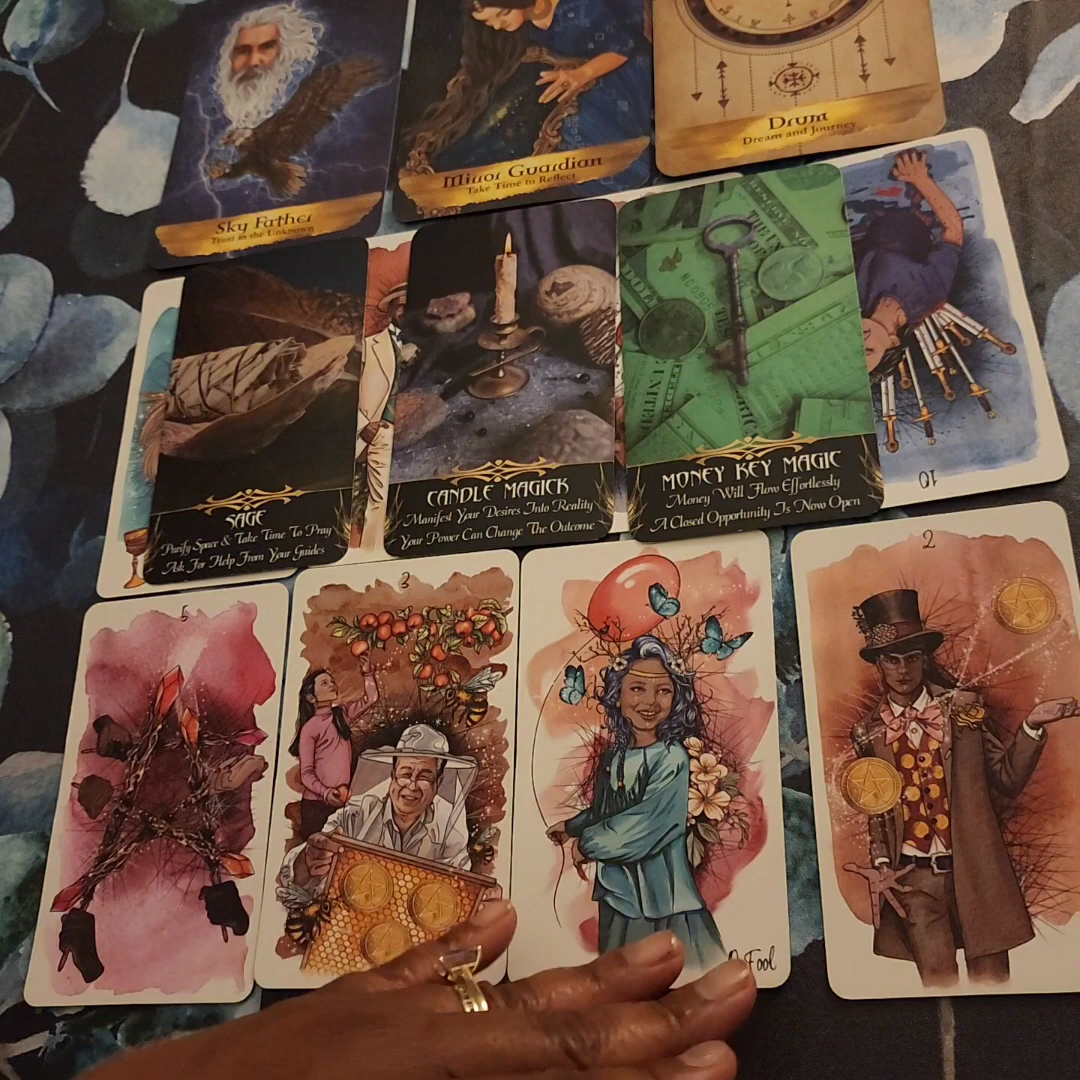 Sky Father
Trust in the Unknown
Mirror Guardian
Take Time to Reflect
Drum
Dream and Journey
SAGE
Purify Space & Take Time To Pray
Ask For Help From Your Guides
CANDLE MAGICK
Manifest Your Desires Into Reality
Your Power Can Change The Outcome
MONEY KEY MAGIC
Money Will Flow Effortlessly
A Closed Opportunity Is Now Open
10
5
3
Fool
2